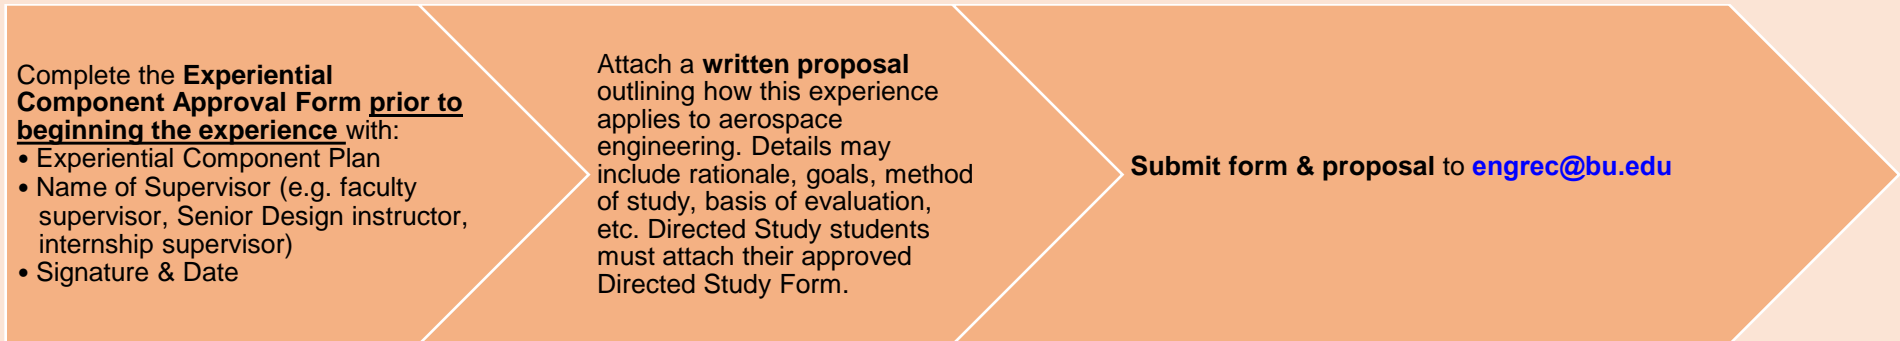 Complete the Experiential
Component Approval Form prior to
beginning the experience with:
• Experiential Component Plan
• Name of Supervisor (e.g. faculty
supervisor, Senior Design instructor,
internship supervisor)
• Signature & Date
Attach a written proposal
outlining how this experience
applies to aerospace
engineering. Details may
include rationale, goals, method
of study, basis of evaluation,
etc. Directed Study students
must attach their approved
Directed Study Form.
Submit form & proposal to engrec@bu.edu